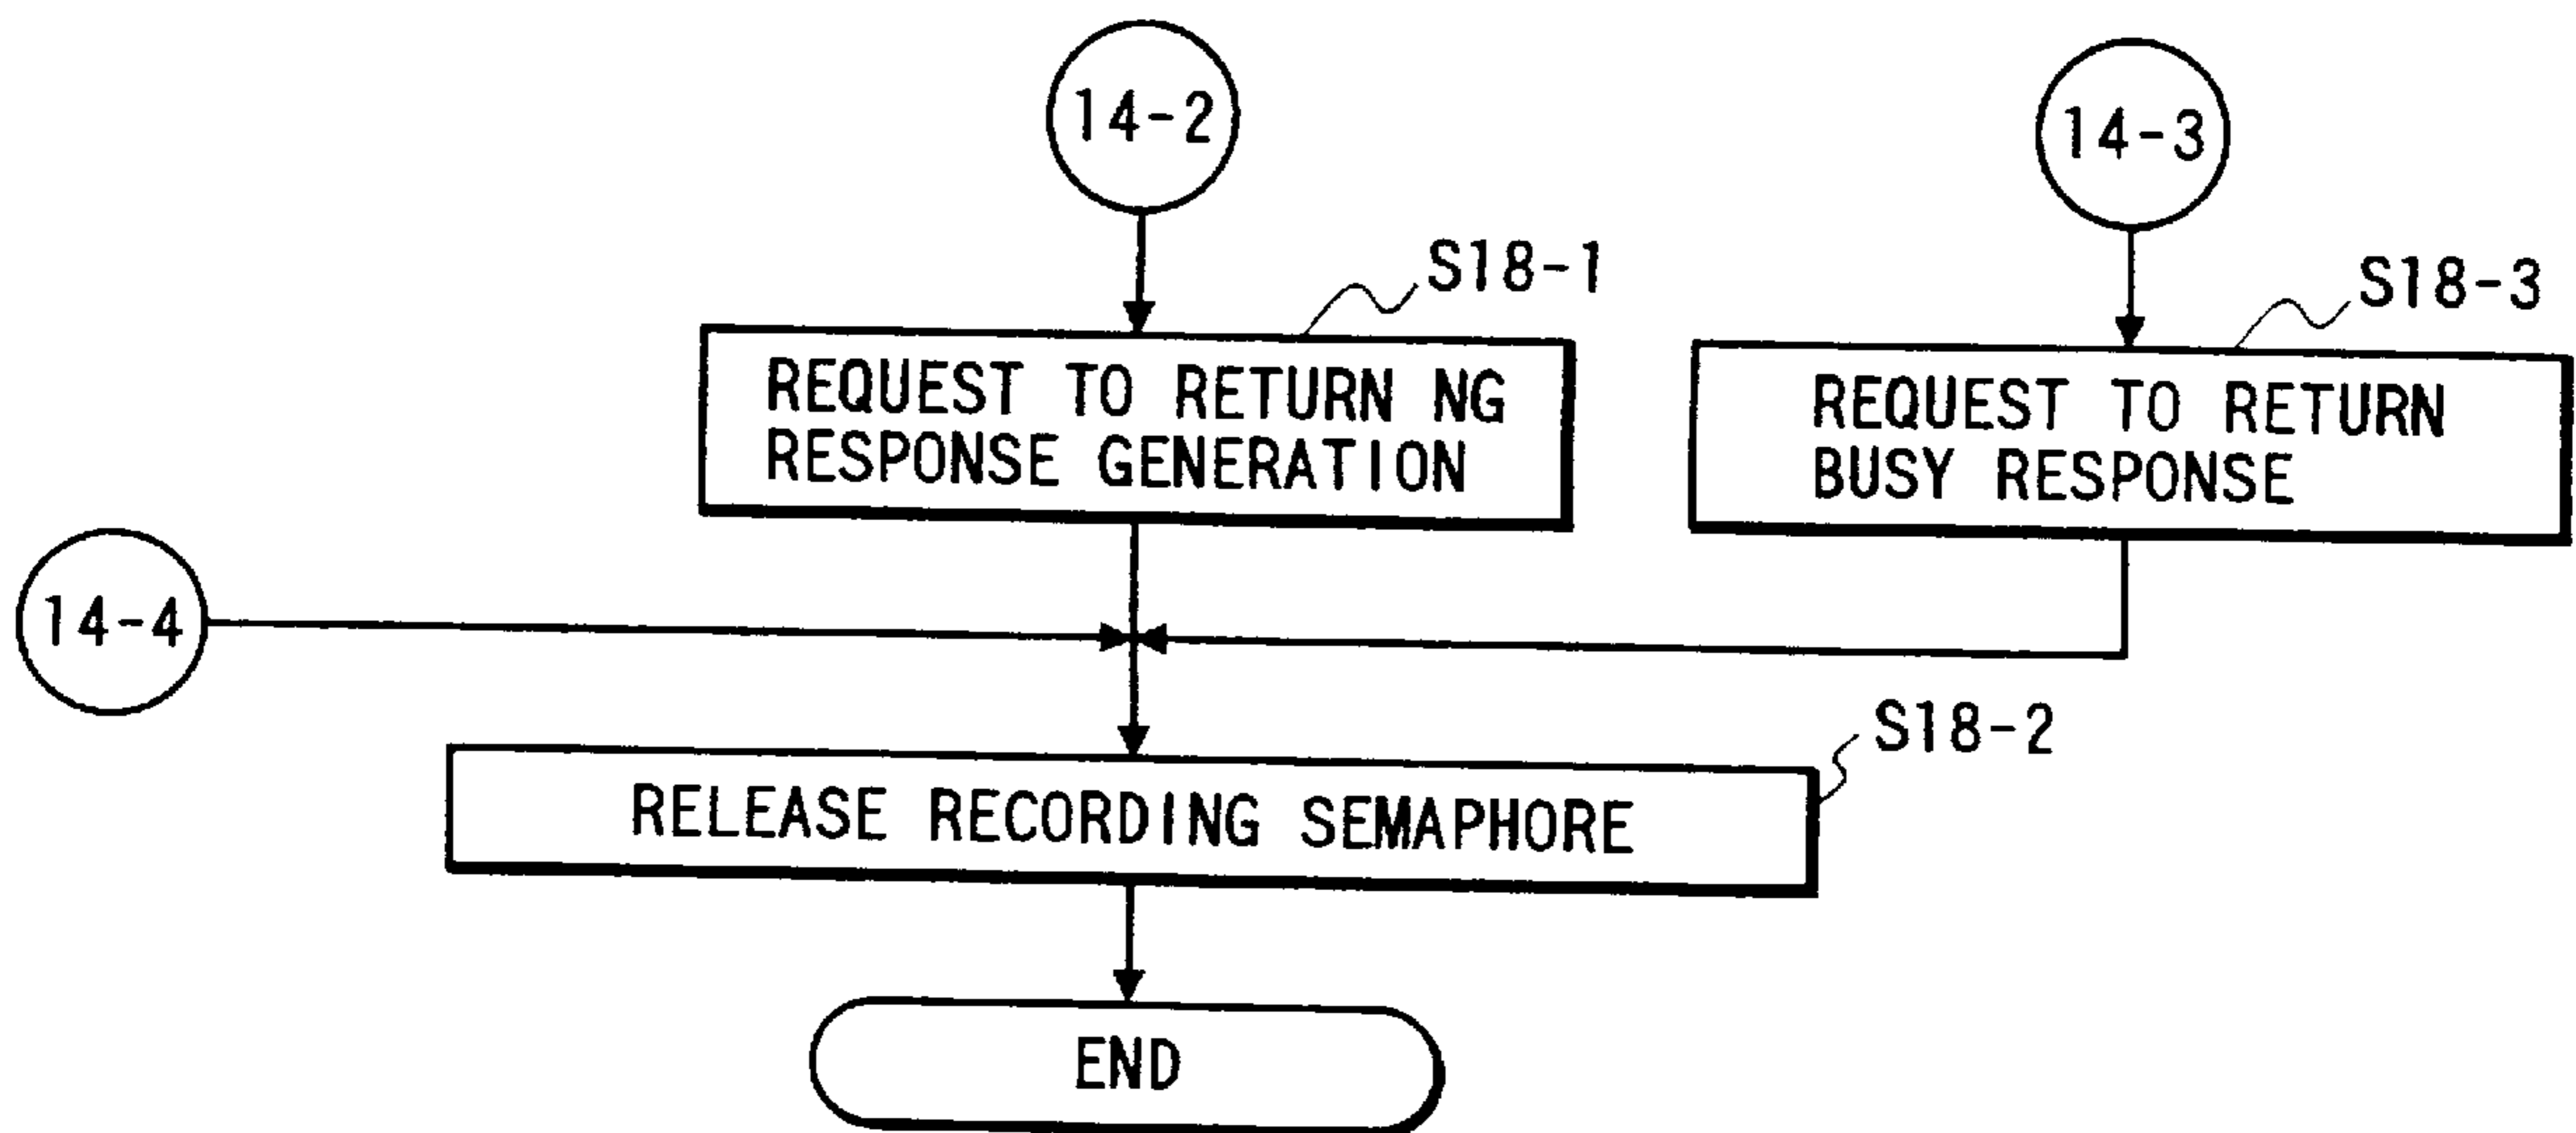 14-2
14-3
S18-1
S18-3
REQUEST TO RETURN NG
RESPONSE GENERATION
REQUEST TO RETURN
BUSY RESPONSE
14-4
S18-2
RELEASE RECORDING SEMAPHORE
END